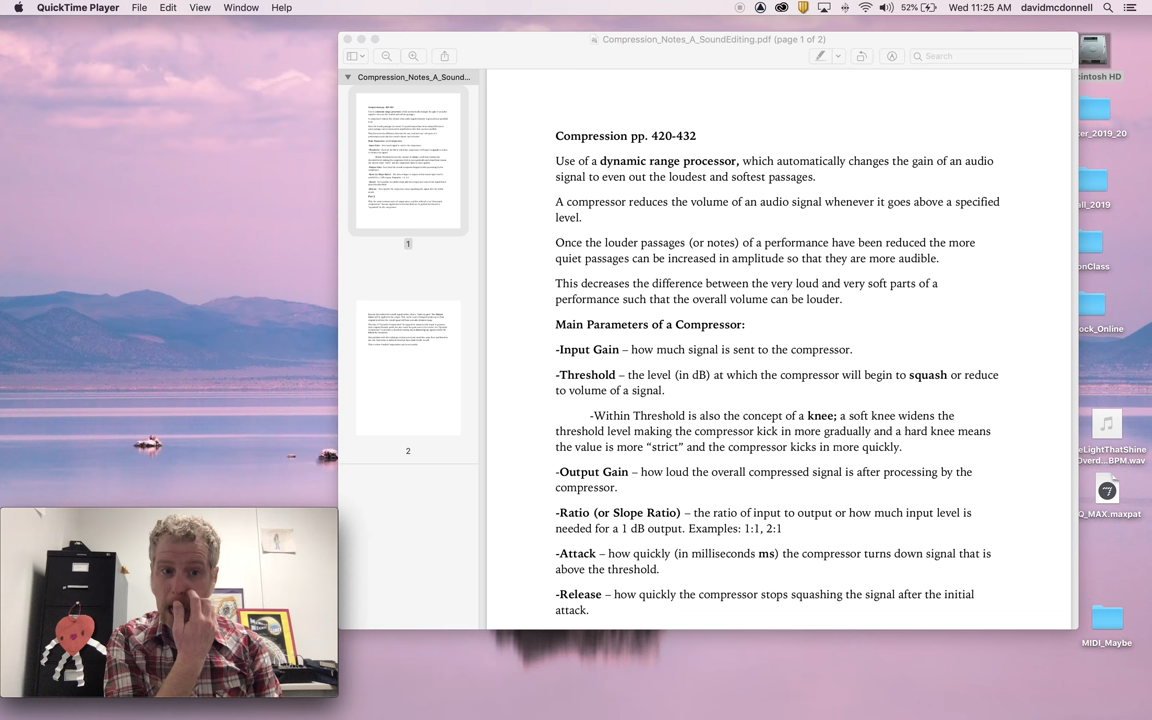 QuickTime Player File Edit View Window Help 52% Wed 11:25 AM davidmcdonnell
Compression_Notes_A_SoundEditing.pdf (page 1 of 2)
Search
Compression_Notes_A_Sound...
1
2
Compression pp. 420-432
Use of a dynamic range processor, which automatically changes the gain of an audio
signal to even out the loudest and softest passages.
A compressor reduces the volume of an audio signal whenever it goes above a specified
level.
Once the louder passages (or notes) of a performance have been reduced the more
quiet passages can be increased in amplitude so that they are more audible.
This decreases the difference between the very loud and very soft parts of a
performance such that the overall volume can be louder.
Main Parameters of a Compressor:
-Input Gain – how much signal is sent to the compressor.
-Threshold – the level (in dB) at which the compressor will begin to squash or reduce
to volume of a signal.
-Within Threshold is also the concept of a knee; a soft knee widens the
threshold level making the compressor kick in more gradually and a hard knee means
the value is more “strict” and the compressor kicks in more quickly.
-Output Gain – how loud the overall compressed signal is after processing by the
compressor.
-Ratio (or Slope Ratio) – the ratio of input to output or how much input level is
needed for a 1 dB output. Examples: 1:1, 2:1
-Attack – how quickly (in milliseconds ms) the compressor turns down signal that is
above the threshold.
-Release – how quickly the compressor stops squashing the signal after the initial
attack.
cintosh HD
ter_2019_20
all_2019
onClass
ock_Online
eLightThatShine
Overd...BPM.wav
Q_MAX.maxpat
MIDI_Maybe